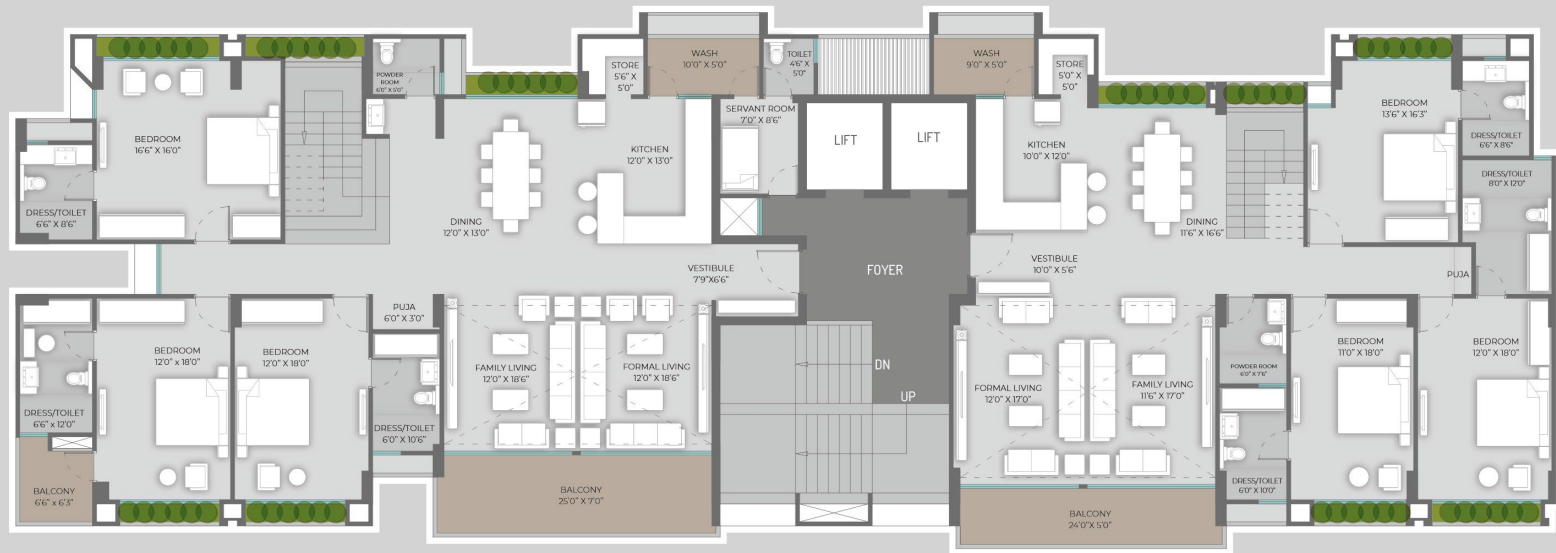 POWDER
ROOM
6'0" X 5'0"
STORE
5'6" X
5'0"
WASH
10'0" X 5'0"
TOILET
4'6" X
5'0"
WASH
9'0" X 5'0"
STORE
5'0" X
5'0"
BEDROOM
16'6" X 16'0"
SERVANT ROOM
7'0" X 8'6"
LIFT
LIFT
BEDROOM
13'6" X 16'3"
DRESS/TOILET
6'6" X 8'6"
KITCHEN
12'0" X 13'0"
KITCHEN
10'0" X 12'0"
DRESS/TOILET
8'0" X 12'0"
DRESS/TOILET
6'6" X 8'6"
DINING
12'0" X 13'0"
DINING
11'6" X 16'6"
VESTIBULE
7'9"X6'6"
FOYER
VESTIBULE
10'0" X 5'6"
PUJA
PUJA
6'0" X 3'0"
BEDROOM
12'0" X 18'0"
BEDROOM
12'0" X 18'0"
FAMILY LIVING
12'0" X 18'6"
FORMAL LIVING
12'0" X 18'6"
DN
UP
FORMAL LIVING
12'0" X 17'0"
FAMILY LIVING
11'6" X 17'0"
POWDER ROOM
6'0" X 7'6"
BEDROOM
11'0" X 18'0"
BEDROOM
12'0" X 18'0"
DRESS/TOILET
6'6" x 12'0"
DRESS/TOILET
6'0" X 10'6"
BALCONY
6'6" x 6'3"
BALCONY
25'0" X 7'0"
DRESS/TOILET
6'0" X 10'0"
BALCONY
24'0"X 5'0"